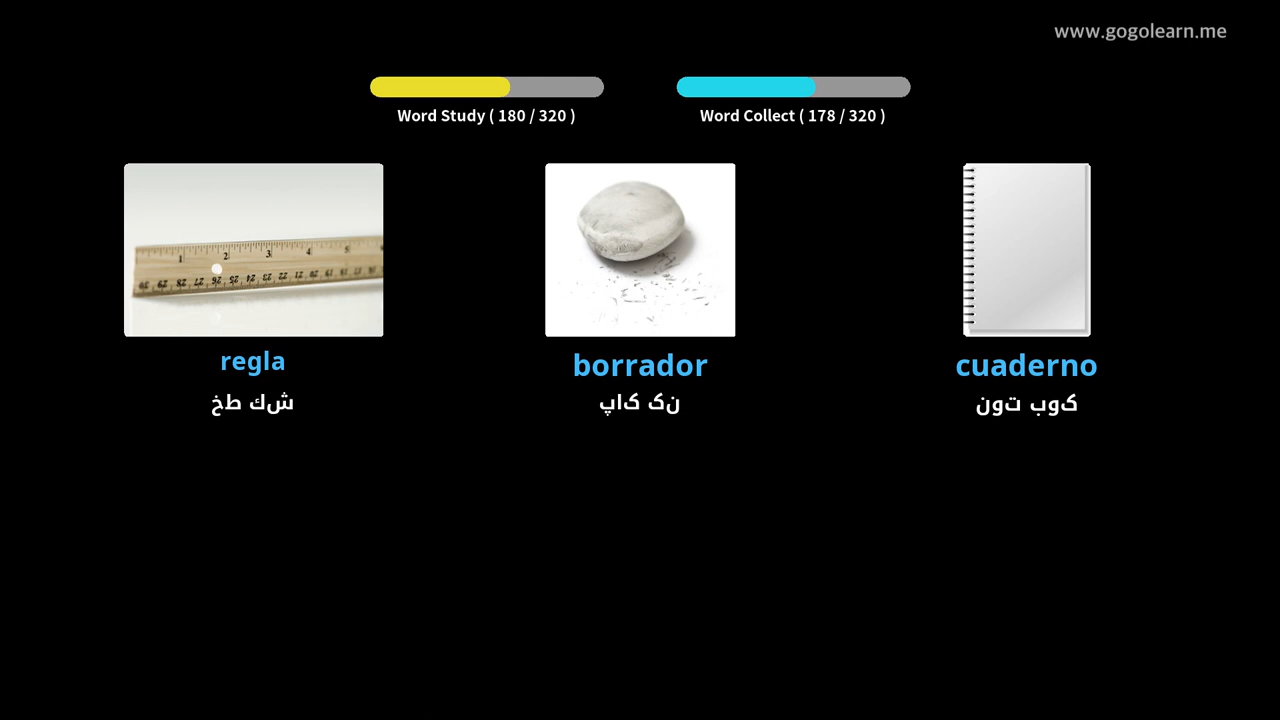 www.gogolearn.me
Word Study ( 180 / 320 )
Word Collect ( 178 / 320 )
regla
شك طخ
borrador
نک کاپ
cuaderno
کوب تون